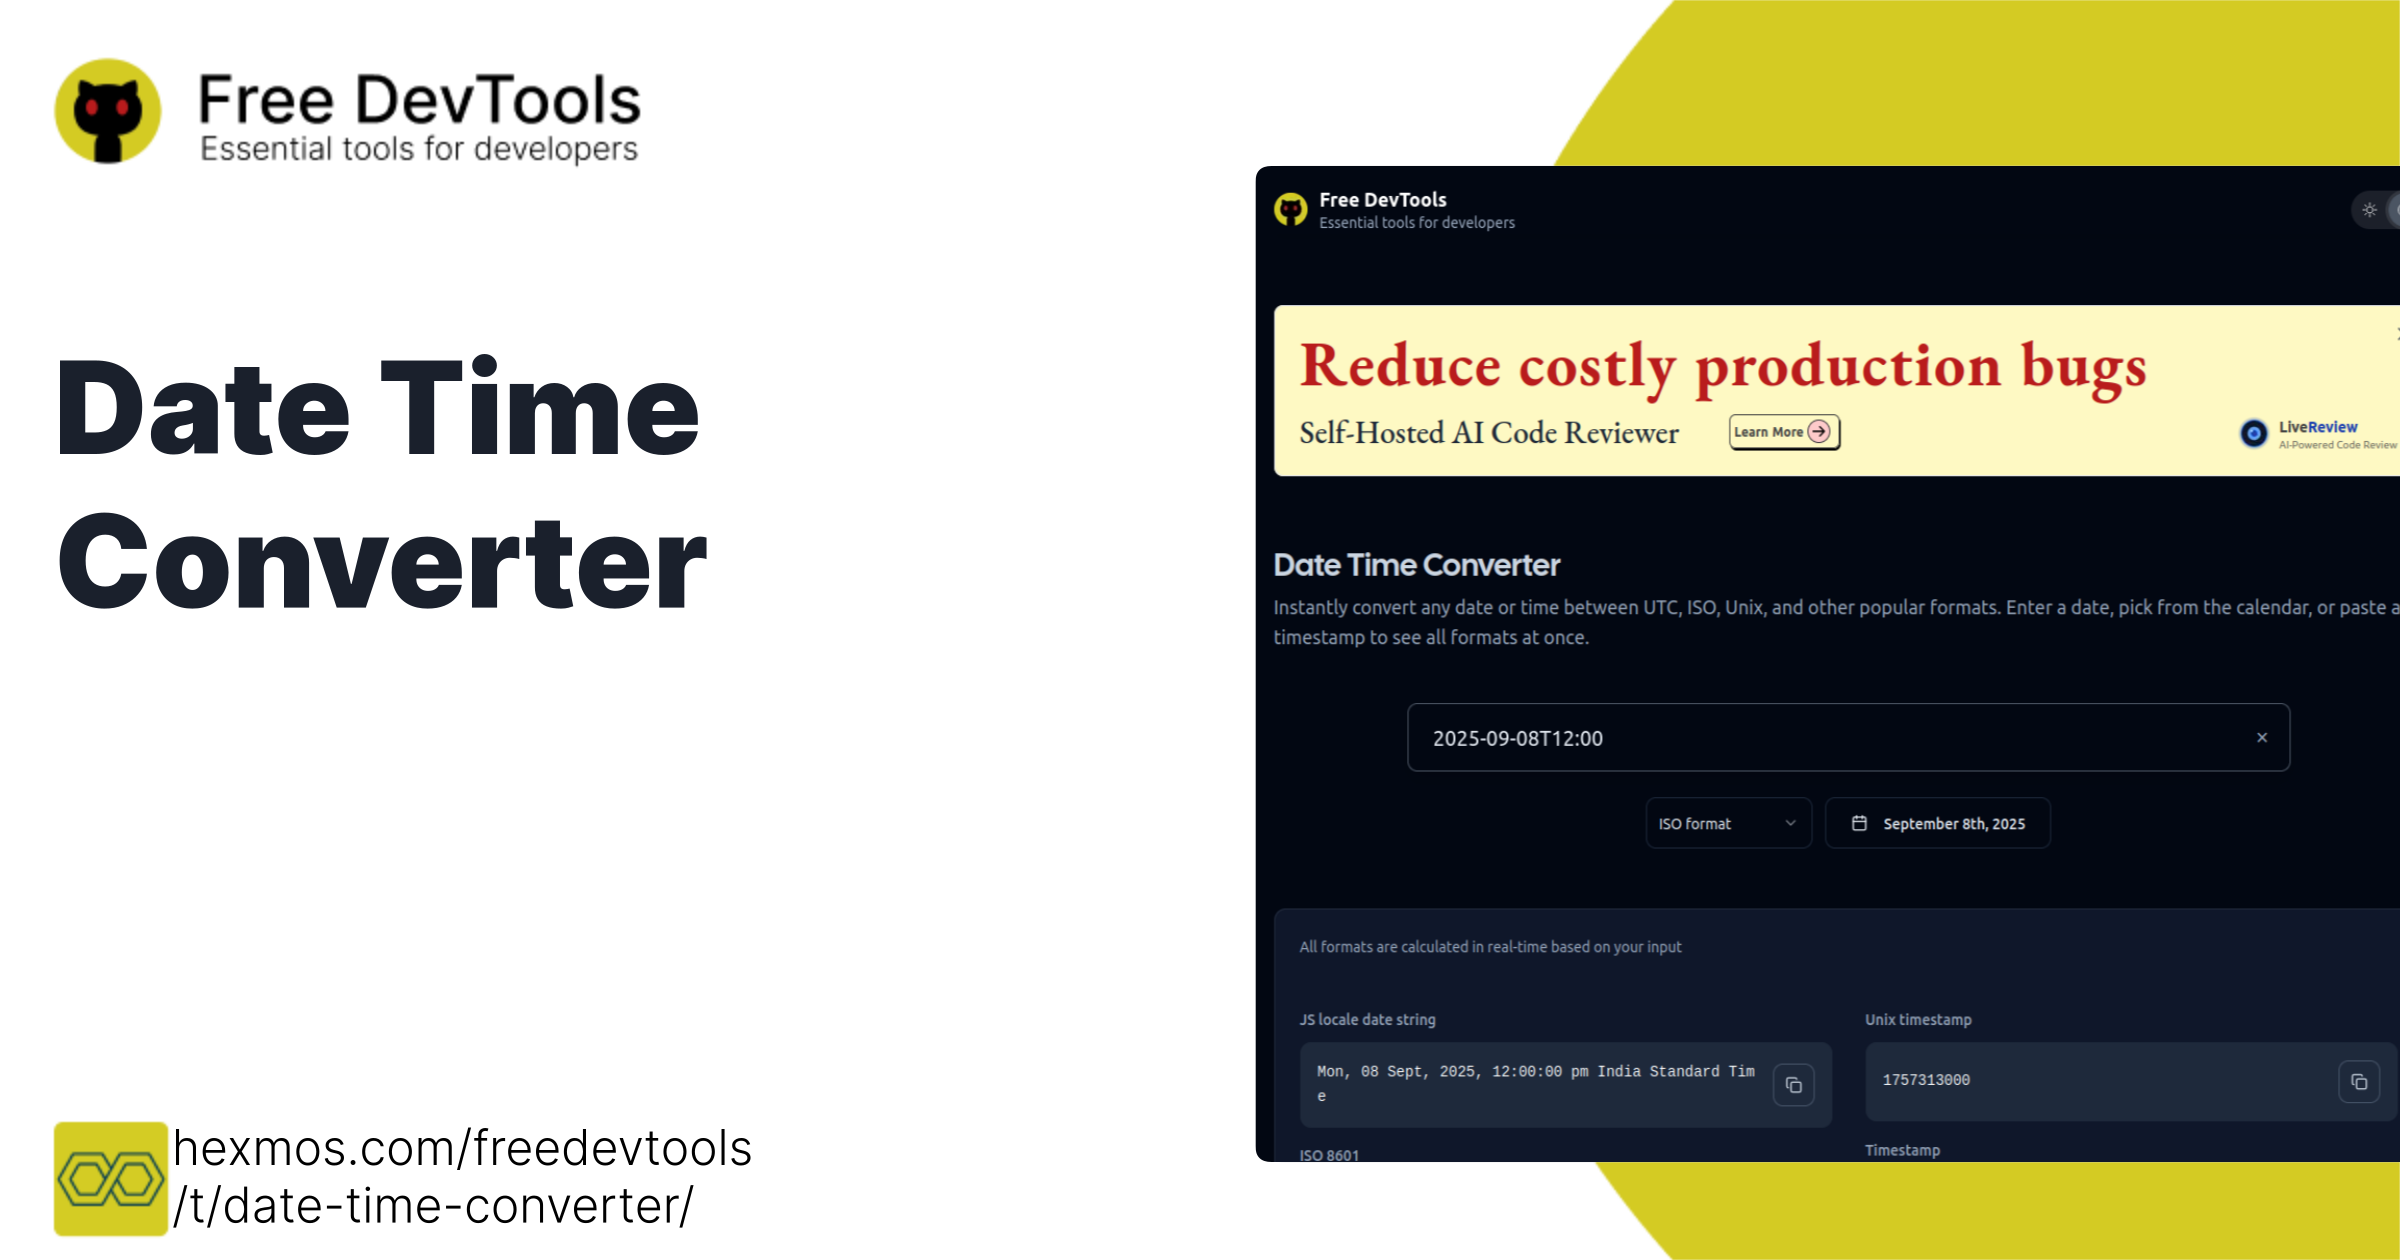 Free DevTools
Essential tools for developers
Date Time
Converter
hexmos.com/freedevtools
/t/date-time-converter/
Free DevTools
Essential tools for developers
Reduce costly production bugs
Self-Hosted AI Code Reviewer
Learn More
LiveReview
AI-Powered Code Review
Date Time Converter
Instantly convert any date or time between UTC, ISO, Unix, and other popular formats. Enter a date, pick from the calendar, or paste a
timestamp to see all formats at once.
2025-09-08T12:00
ISO format
September 8th, 2025
All formats are calculated in real-time based on your input
JS locale date string
Mon, 08 Sept, 2025, 12:00:00 pm India Standard Tim
e
Unix timestamp
1757313000
ISO 8601
Timestamp